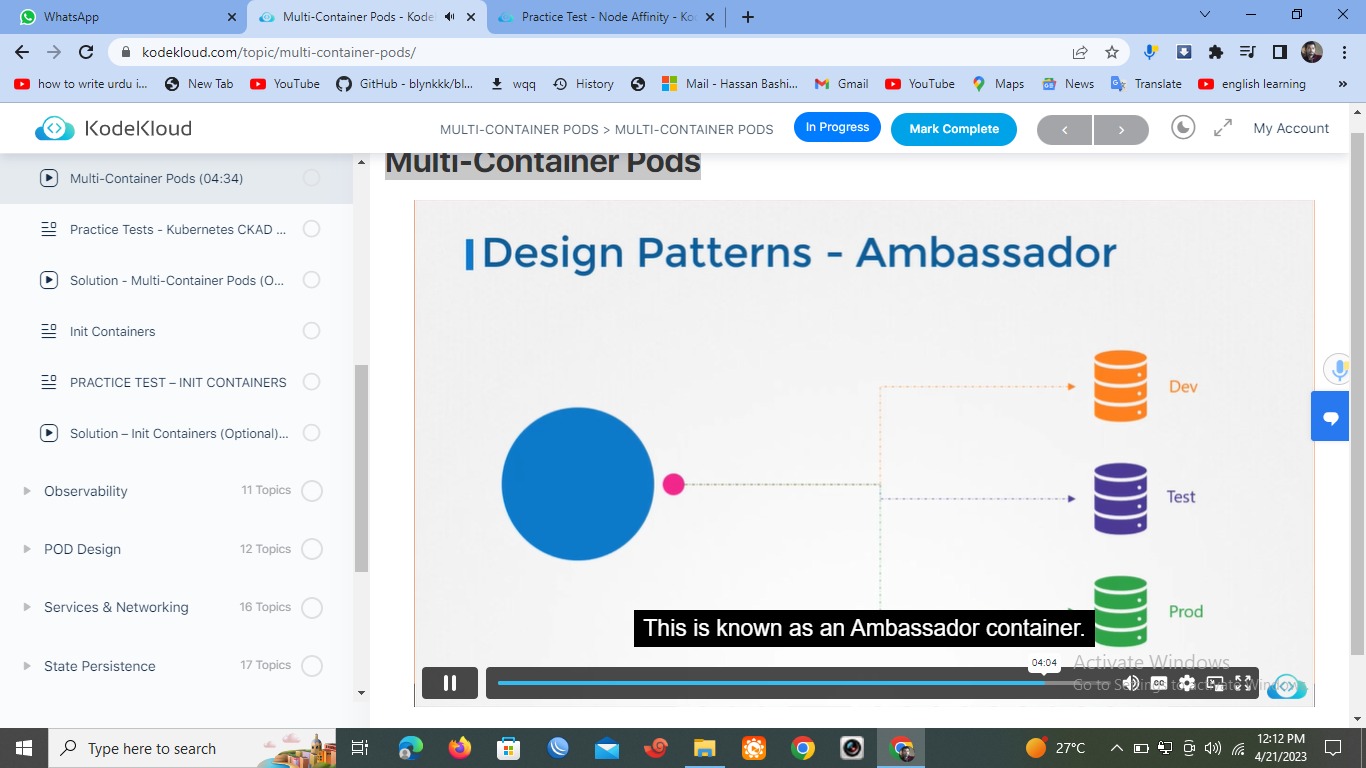 WhatsApp
Multi-Container Pods - Kodek
Practice Test - Node Affinity - Ko
kodekloud.com/topic/multi-container-pods/
how to write urdu i...
New Tab
YouTube
GitHub - blynkkk/bl...
wqq
History
Mail - Hassan Bashi...
Gmail
YouTube
Maps
News
Translate
english learning
KodeKloud
MULTI-CONTAINER PODS > MULTI-CONTAINER PODS
In Progress
Mark Complete
My Account
Multi-Container Pods (04:34)
Practice Tests - Kubernetes CKAD ...
Solution - Multi-Container Pods (O...
Init Containers
PRACTICE TEST – INIT CONTAINERS
Solution – Init Containers (Optional)...
Observability
11 Topics
POD Design
12 Topics
Services & Networking
16 Topics
State Persistence
17 Topics
Multi-Container Pods
Design Patterns - Ambassador
Dev
Test
Prod
This is known as an Ambassador container.
04:04
CC
Activate Windows
Go to Settings to activate Windows.
Type here to search
27°C
12:12 PM
4/21/2023